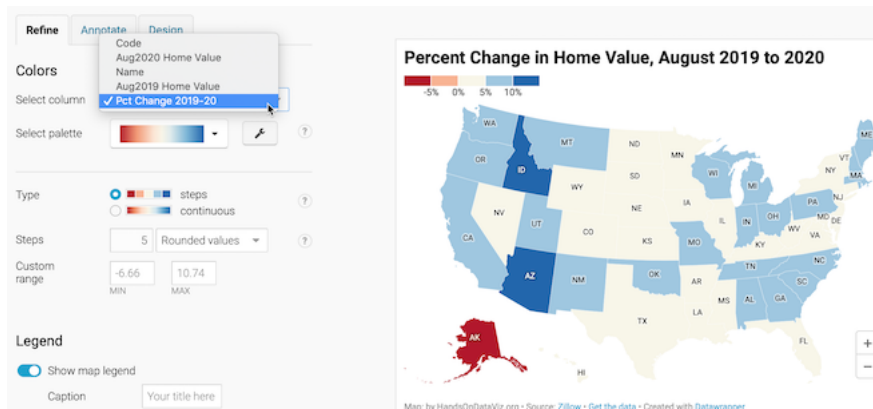 Refine
Annotate
Design
Code
Aug2020 Home Value
Name
Aug2019 Home Value
✓ Pct Change 2019-20
Colors
Select column
Select palette
?
Type
steps
continuous
?
Steps
5
Rounded values
?
Custom
range
-6.66
10.74
MIN
MAX
Legend
Show map legend
Caption
Your title here
Percent Change in Home Value, August 2019 to 2020
-5% 0% 5% 10%
WA
MT
ND
MN
ME
VT
OR
ID
SD
WI
MI
NY
MA
WY
IA
PA
NJ
NV
NE
IL
IN
OH
MD
DE
UT
CO
KS
MO
KY
WV
VA
CA
TN
NC
AZ
NM
OK
AR
SC
MS
AL
GA
TX
LA
AK
FL
HI
+
−
Map: by HandsOnDataViz.org • Source: Zillow • Get the data • Created with Datawrapper